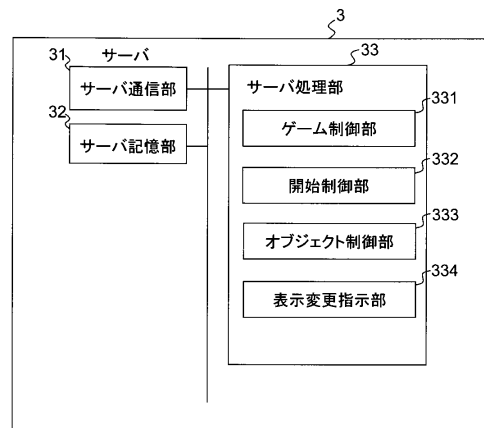 3
サーバ
31
サーバ通信部
32
サーバ記憶部
33
サーバ処理部
331
ゲーム制御部
332
開始制御部
333
オブジェクト制御部
334
表示変更指示部